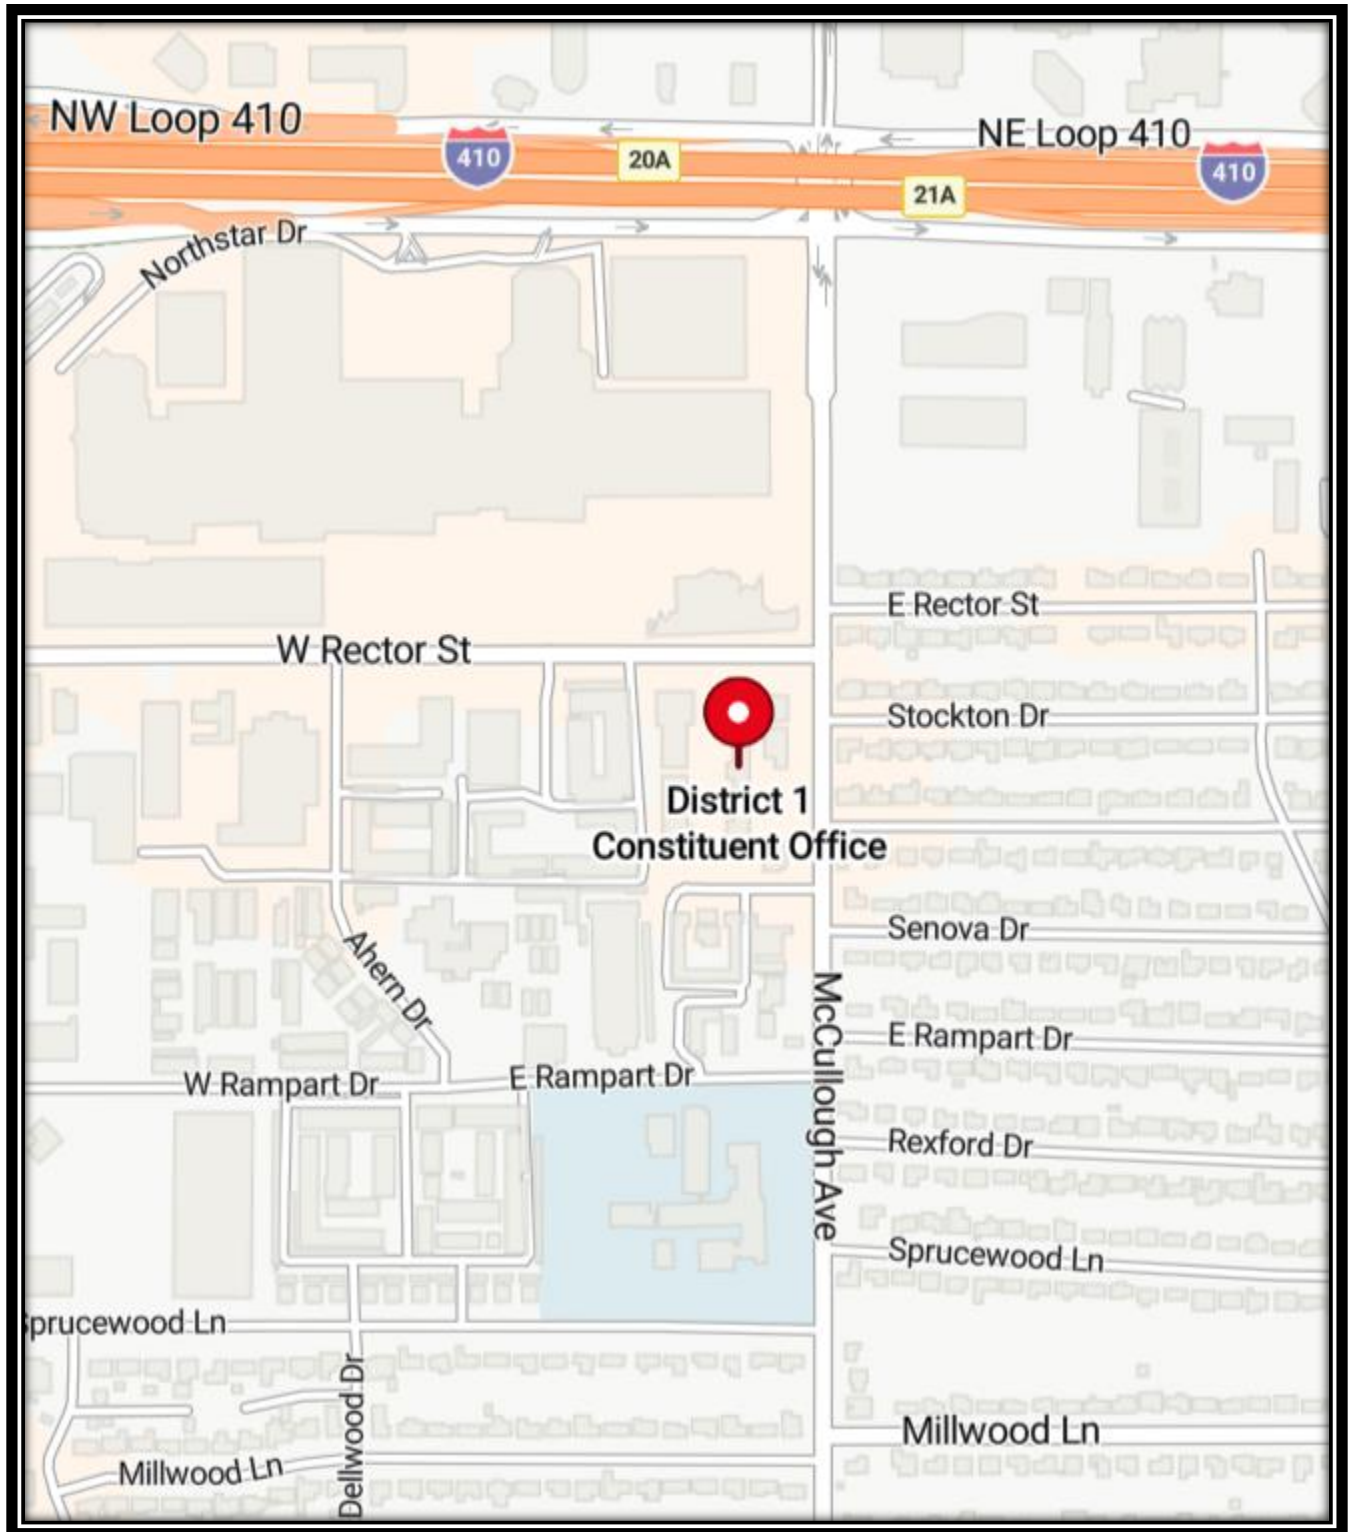 NW Loop 410
NE Loop 410
410
20A
410
21A
Northstar Dr
E Rector St
W Rector St
Stockton Dr
District 1
Constituent Office
Senova Dr
Ahern Dr
McCullough Ave
E Rampart Dr
W Rampart Dr
E Rampart Dr
Rexford Dr
Sprucewood Ln
Sprucewood Ln
Dellwood Dr
Millwood Ln
Millwood Ln